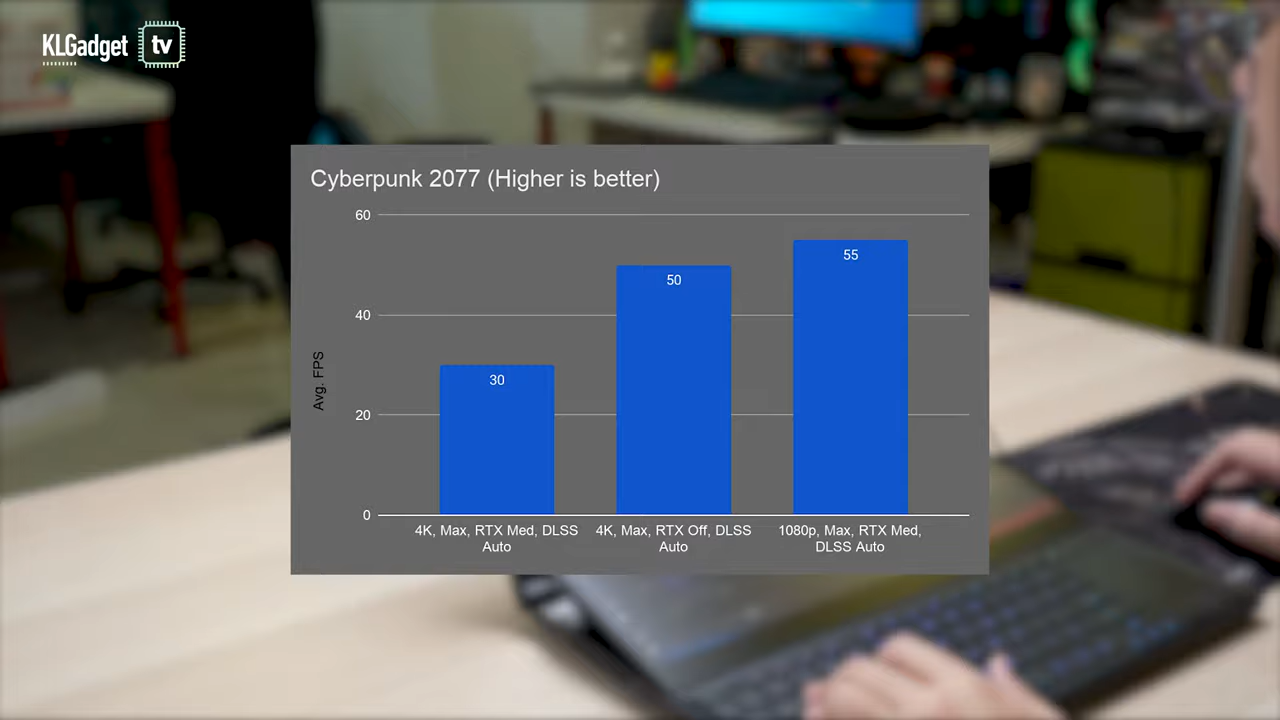 KLGadget tv
Cyberpunk 2077 (Higher is better)
60
40
20
0
Avg. FPS
30
50
55
4K, Max, RTX Med, DLSS
Auto
4K, Max, RTX Off, DLSS
Auto
1080p, Max, RTX Med,
DLSS Auto